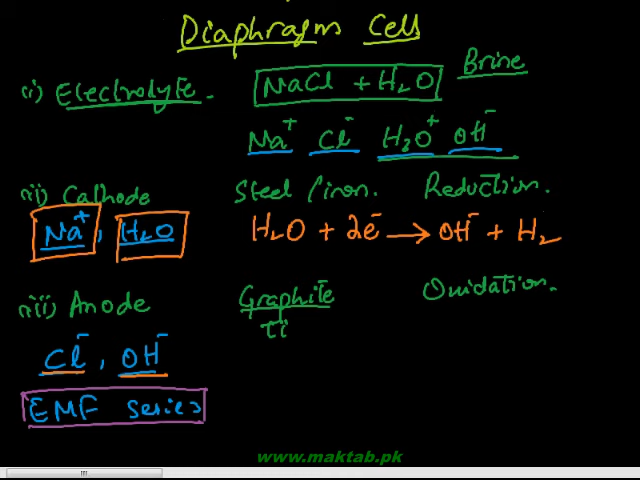 Diaphragm Cell
(i) Electrolyte. NaCl + H₂O Brine
Na⁺ Cl⁻ H₂O⁺ OH⁻
(ii) Cathode Steel/iron. Reduction.
Na⁺, H₂O H₂O + 2e⁻ → OH⁻ + H₂
(iii) Anode Graphite Oxidation.
Ti
Cl⁻, OH⁻
EMF Series
www.maktab.pk